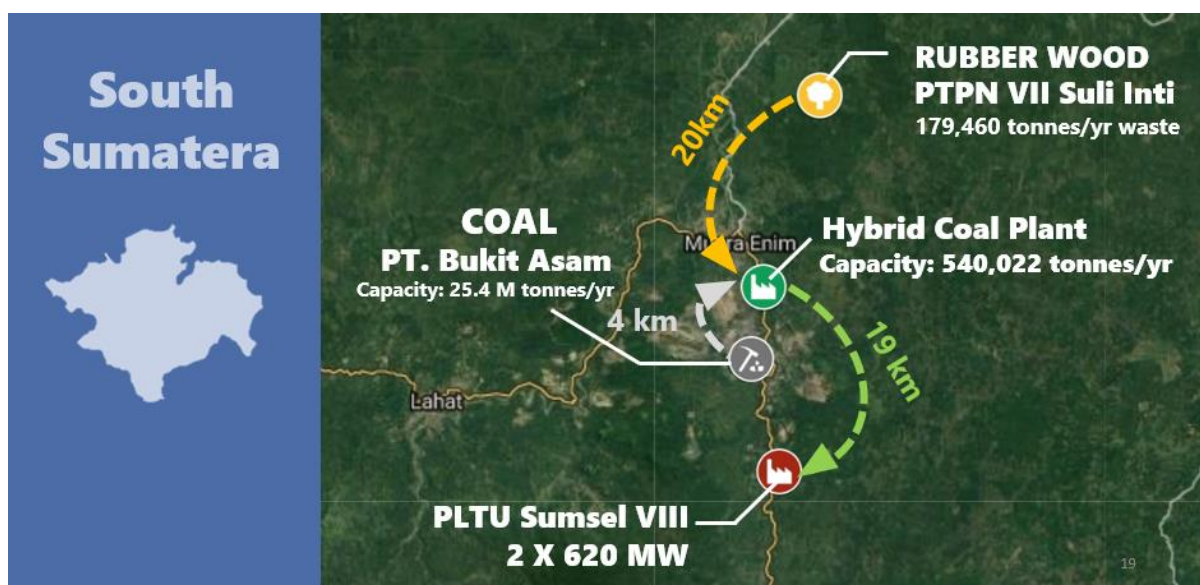 South
Sumatera
RUBBER WOOD
PTPN VII Suli Inti
179,460 tonnes/yr waste
20km
COAL
PT. Bukit Asam
Capacity: 25.4 M tonnes/yr
Muara Enim
Hybrid Coal Plant
Capacity: 540,022 tonnes/yr
4 km
19 km
Lahat
PLTU Sumsel VIII
2 X 620 MW
19